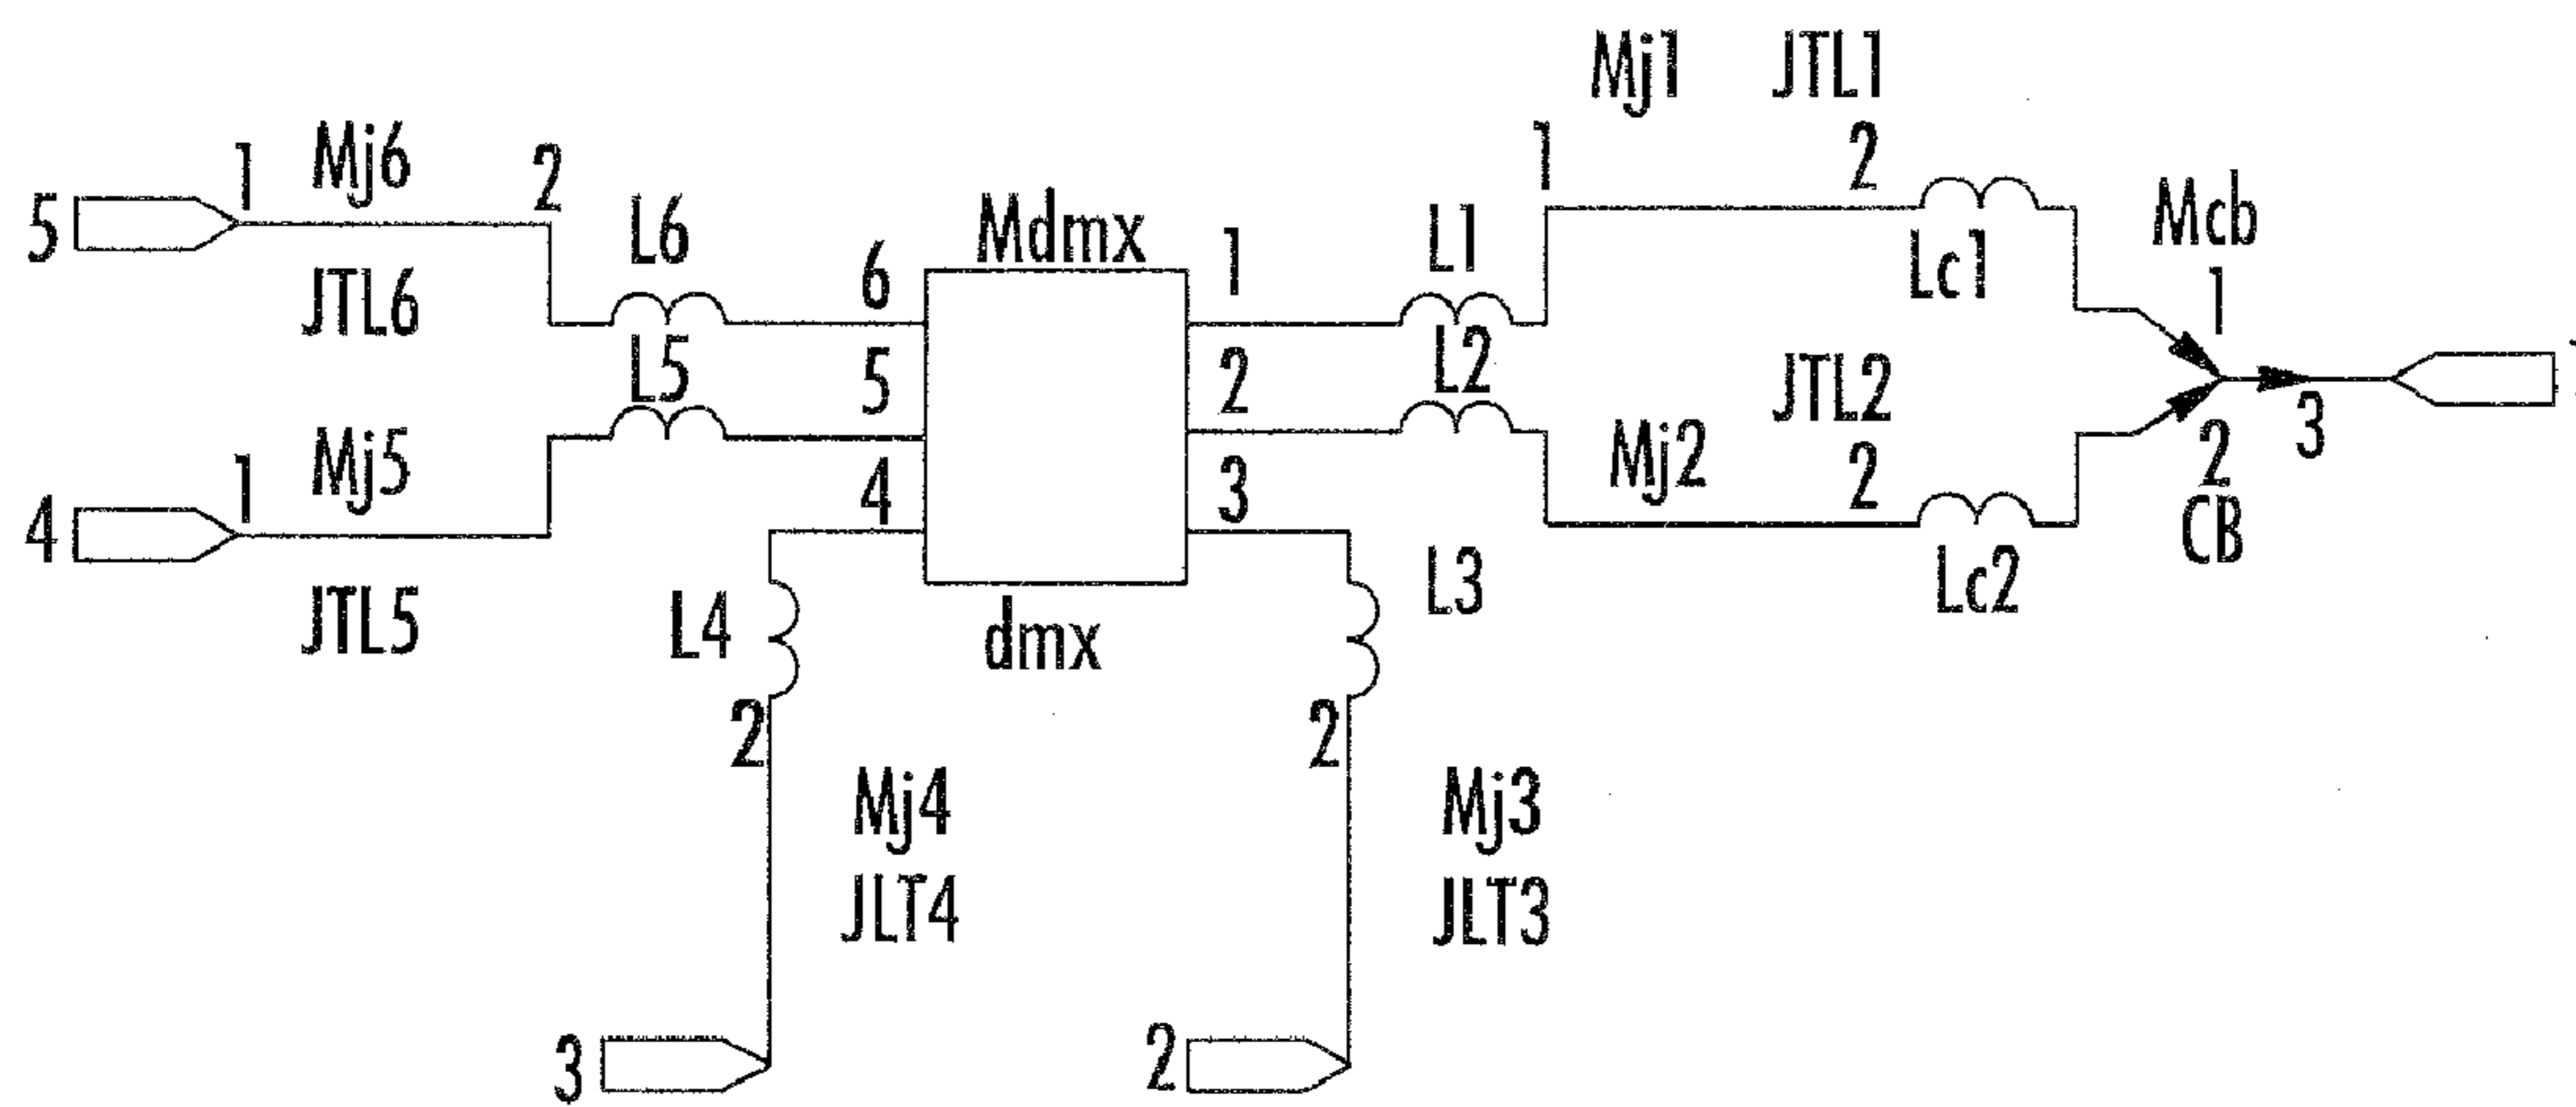 Mj1 JTL1
1 2
1 Mj6 2
5
L6 Mdmx L1 Mcb
6 1 Lc1 1
JTL6
L5 5 2 L2 JTL2
3
1 Mj5 4 3 Mj2 2 2
4
CB
JTL5 L4 dmx L3 Lc2
2 2
Mj4 Mj3
JLT4 JLT3
3 2